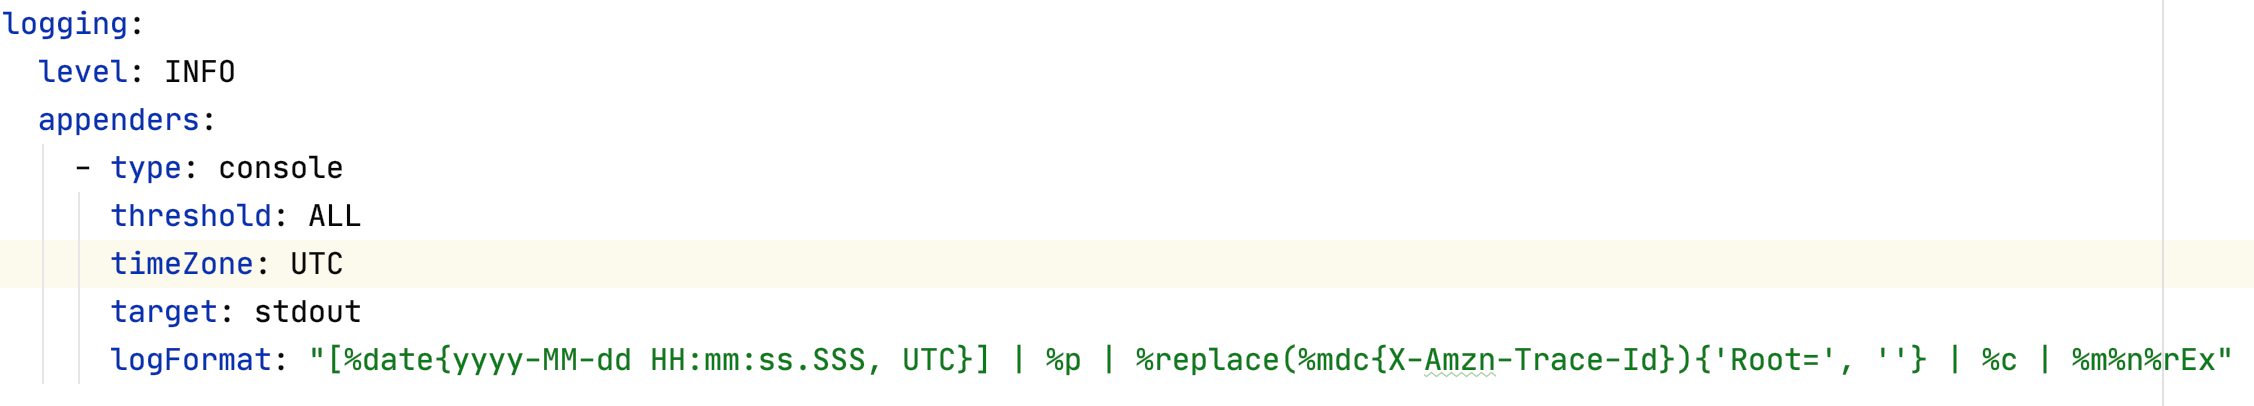 logging:
  level: INFO
  appenders:
    - type: console
      threshold: ALL
      timeZone: UTC
      target: stdout
      logFormat: "[%date{yyyy-MM-dd HH:mm:ss.SSS, UTC}] | %p | %replace(%mdc{X-Amzn-Trace-Id}){'Root=', ''} | %c | %m%n%rEx"